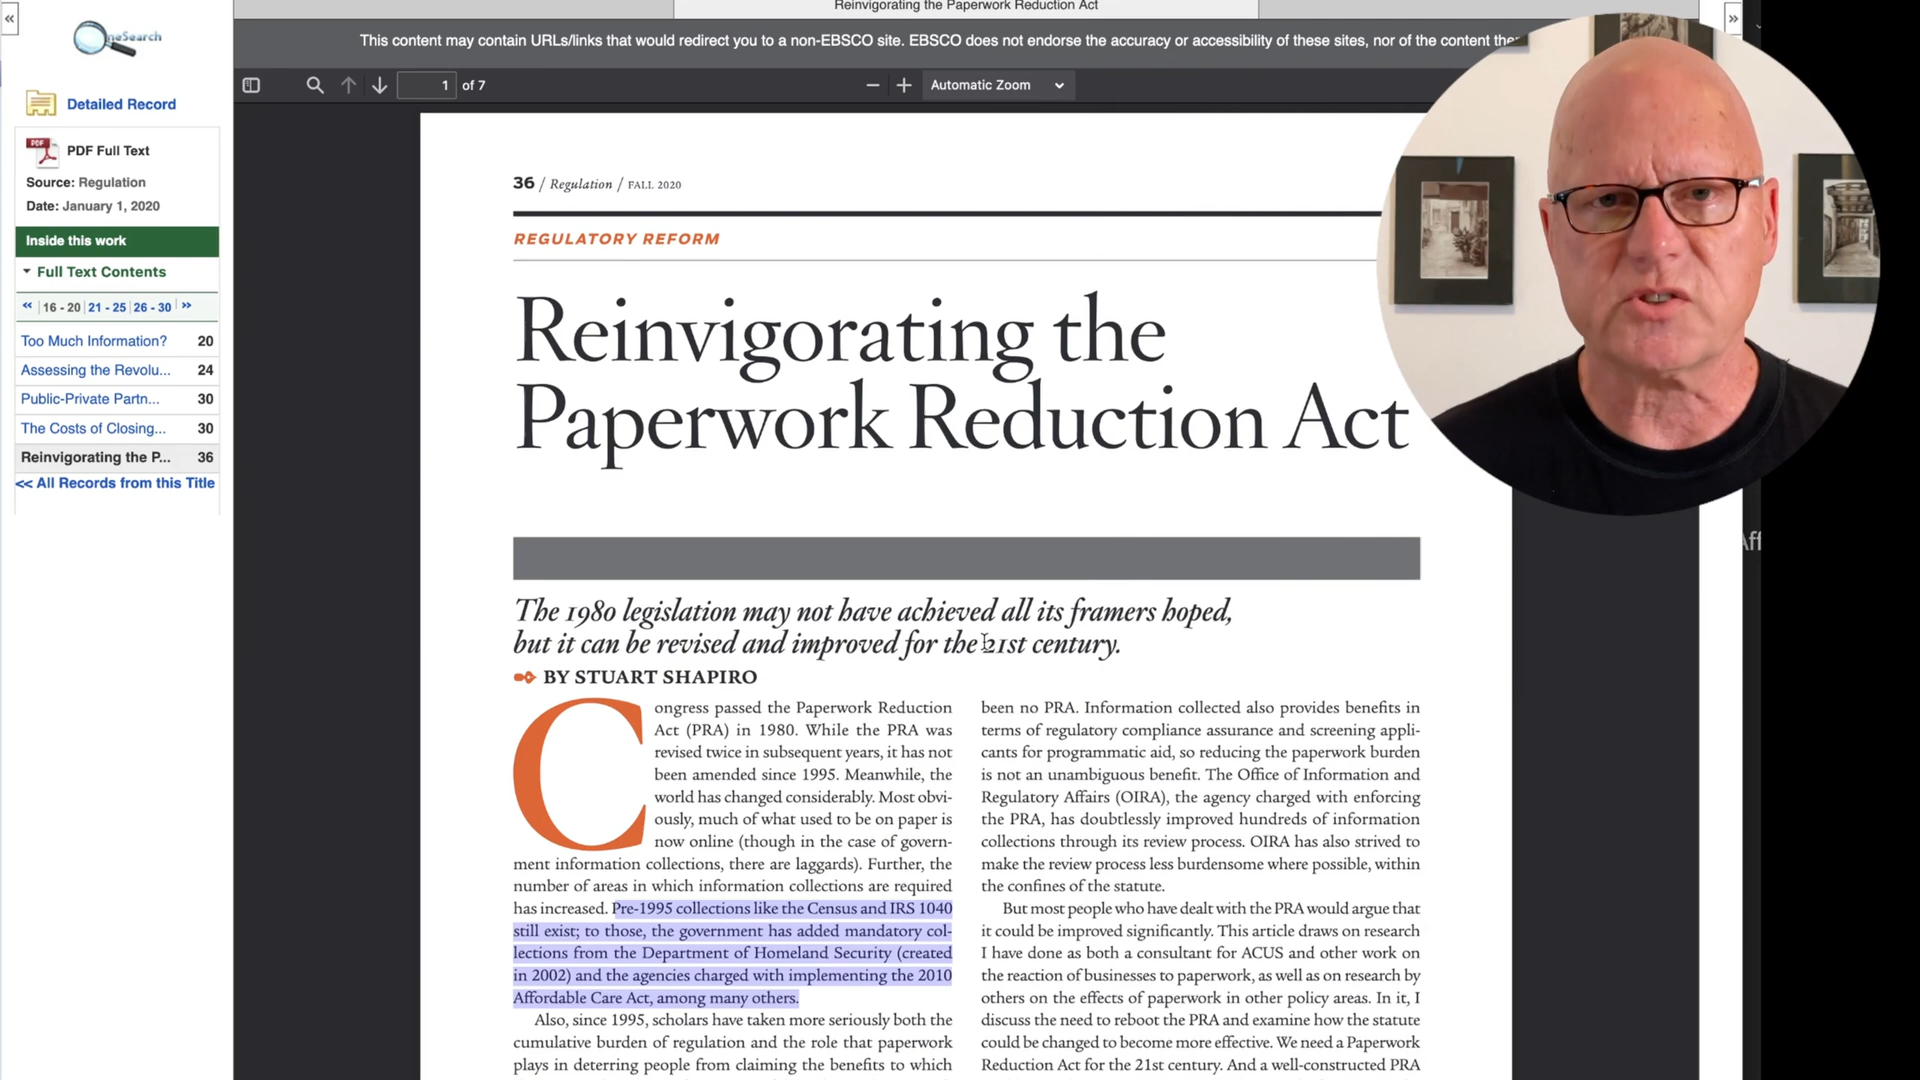 Reinvigorating the Paperwork Reduction Act
This content may contain URLs/links that would redirect you to a non-EBSCO site. EBSCO does not endorse the accuracy or accessibility of these sites, nor of the content
1 of 7
Automatic Zoom
neSearch
Detailed Record
PDF Full Text
Source: Regulation
Date: January 1, 2020
Inside this work
Full Text Contents
« | 16 - 20 | 21 - 25 | 26 - 30 | »
Too Much Information? 20
Assessing the Revolu... 24
Public-Private Partn... 30
The Costs of Closing... 30
Reinvigorating the P... 36
<< All Records from this Title
36 / Regulation / FALL 2020
REGULATORY REFORM
Reinvigorating the
Paperwork Reduction Act
The 1980 legislation may not have achieved all its framers hoped,
but it can be revised and improved for the 21st century.
BY STUART SHAPIRO
Congress passed the Paperwork Reduction
Act (PRA) in 1980. While the PRA was
revised twice in subsequent years, it has not
been amended since 1995. Meanwhile, the
world has changed considerably. Most obvi-
ously, much of what used to be on paper is
now online (though in the case of govern-
ment information collections, there are laggards). Further, the
number of areas in which information collections are required
has increased. Pre-1995 collections like the Census and IRS 1040
still exist; to those, the government has added mandatory col-
lections from the Department of Homeland Security (created
in 2002) and the agencies charged with implementing the 2010
Affordable Care Act, among many others.
Also, since 1995, scholars have taken more seriously both the
cumulative burden of regulation and the role that paperwork
plays in deterring people from claiming the benefits to which
been no PRA. Information collected also provides benefits in
terms of regulatory compliance assurance and screening appli-
cants for programmatic aid, so reducing the paperwork burden
is not an unambiguous benefit. The Office of Information and
Regulatory Affairs (OIRA), the agency charged with enforcing
the PRA, has doubtlessly improved hundreds of information
collections through its review process. OIRA has also strived to
make the review process less burdensome where possible, within
the confines of the statute.
But most people who have dealt with the PRA would argue that
it could be improved significantly. This article draws on research
I have done as both a consultant for ACUS and other work on
the reaction of businesses to paperwork, as well as on research by
others on the effects of paperwork in other policy areas. In it, I
discuss the need to reboot the PRA and examine how the statute
could be changed to become more effective. We need a Paperwork
Reduction Act for the 21st century. And a well-constructed PRA